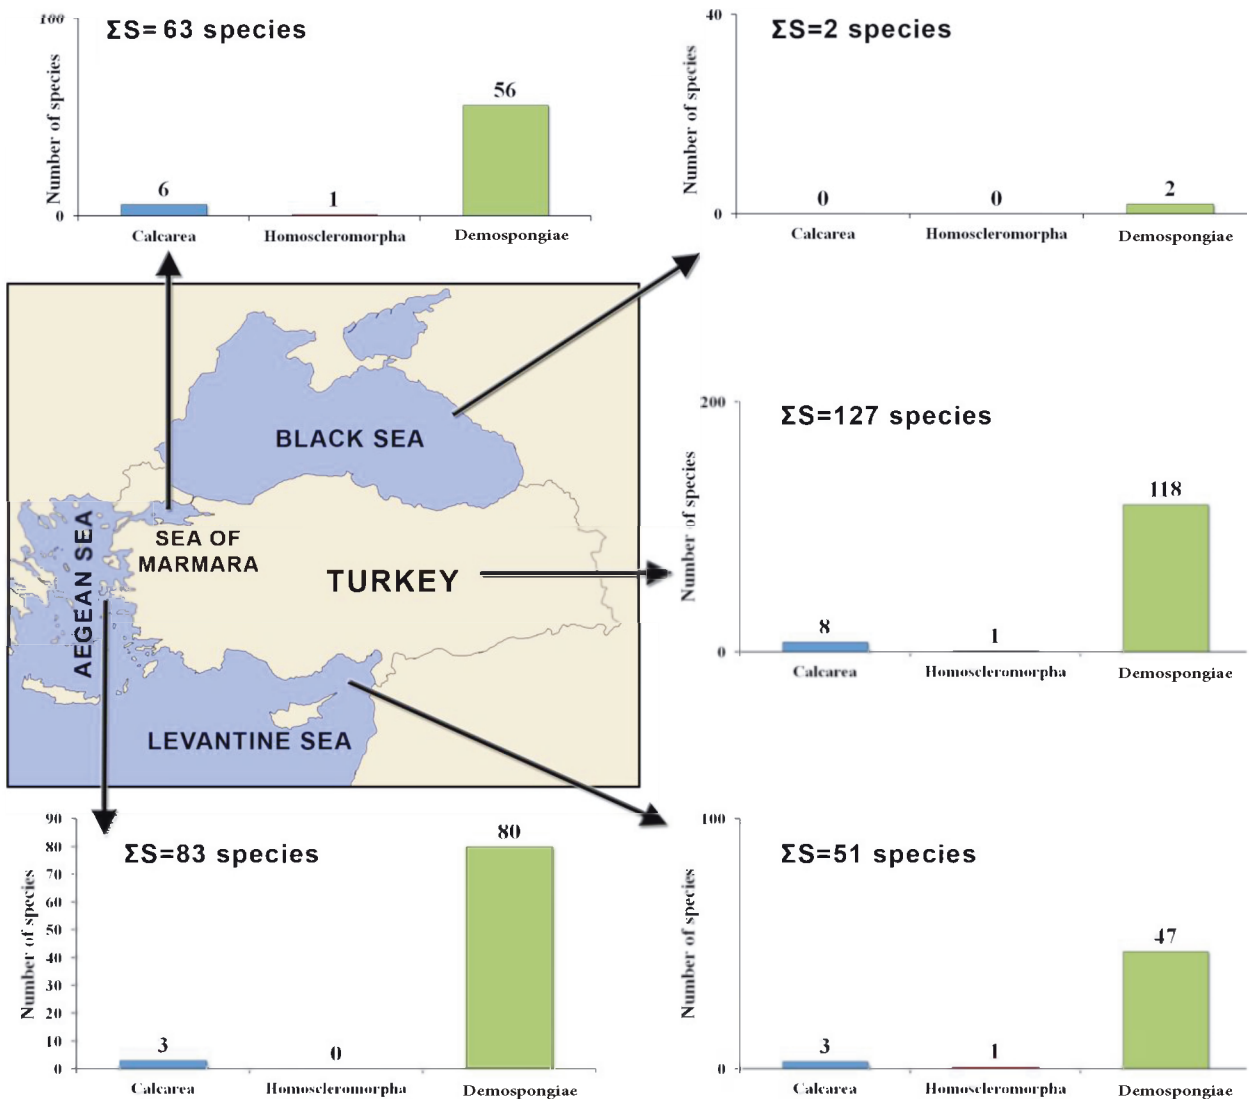 100
ΣS= 63 species
Number of species
56
6
1
0
Calcarea
Homoscleromorpha
Demospongiae
40
ΣS=2 species
Number of species
20
0
0
2
0
Calcarea
Homoscleromorpha
Demospongiae
BLACK SEA
SEA OF
MARMARA
AEGEAN SEA
TURKEY
LEVANTINE SEA
200
ΣS=127 species
Number of species
118
8
1
0
Calcarea
Homoscleromorpha
Demospongiae
90
80
70
60
50
40
30
20
10
0
ΣS=83 species
Number of species
80
3
0
Calcarea
Homoscleromorpha
Demospongiae
100
ΣS=51 species
Number of species
47
3
1
0
Calcarea
Homoscleromorpha
Demospongiae